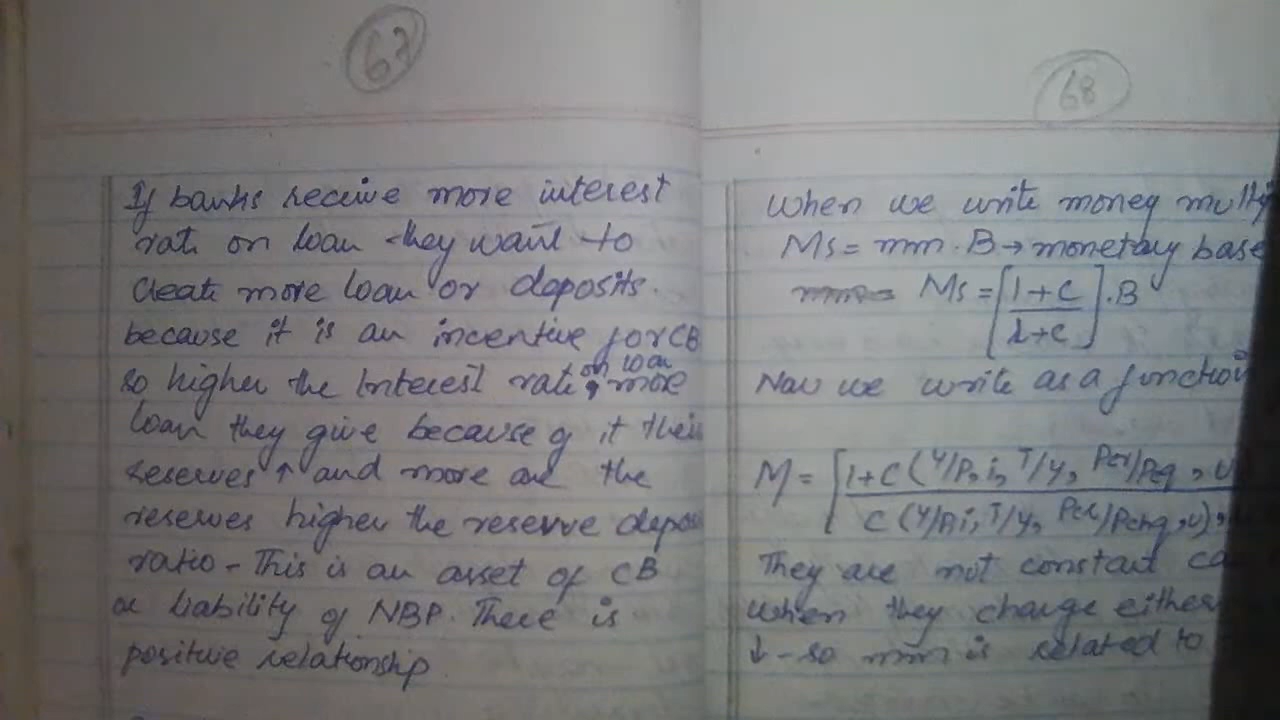 67
If banks receive more interest
rate on loan they want to
create more loan or deposits.
because it is an incentive for CB
on loan
so higher the Interest rate, more
loan they give because of it their
reserves ↑ and more are the
reserves higher the reserve depos
ratio - This is an asset of CB
or liability of NBP. There is
positive relationship
68
When we write money multip
Ms = mm . B → monetary base
Ms = [1+C / λ+C] . B
Now we write as a function
M = [1+C (Y/P, i, T/Y,
C (Y/P, i, T/Y,
They are not constant ca
when they change either
↓ - so mm is related to